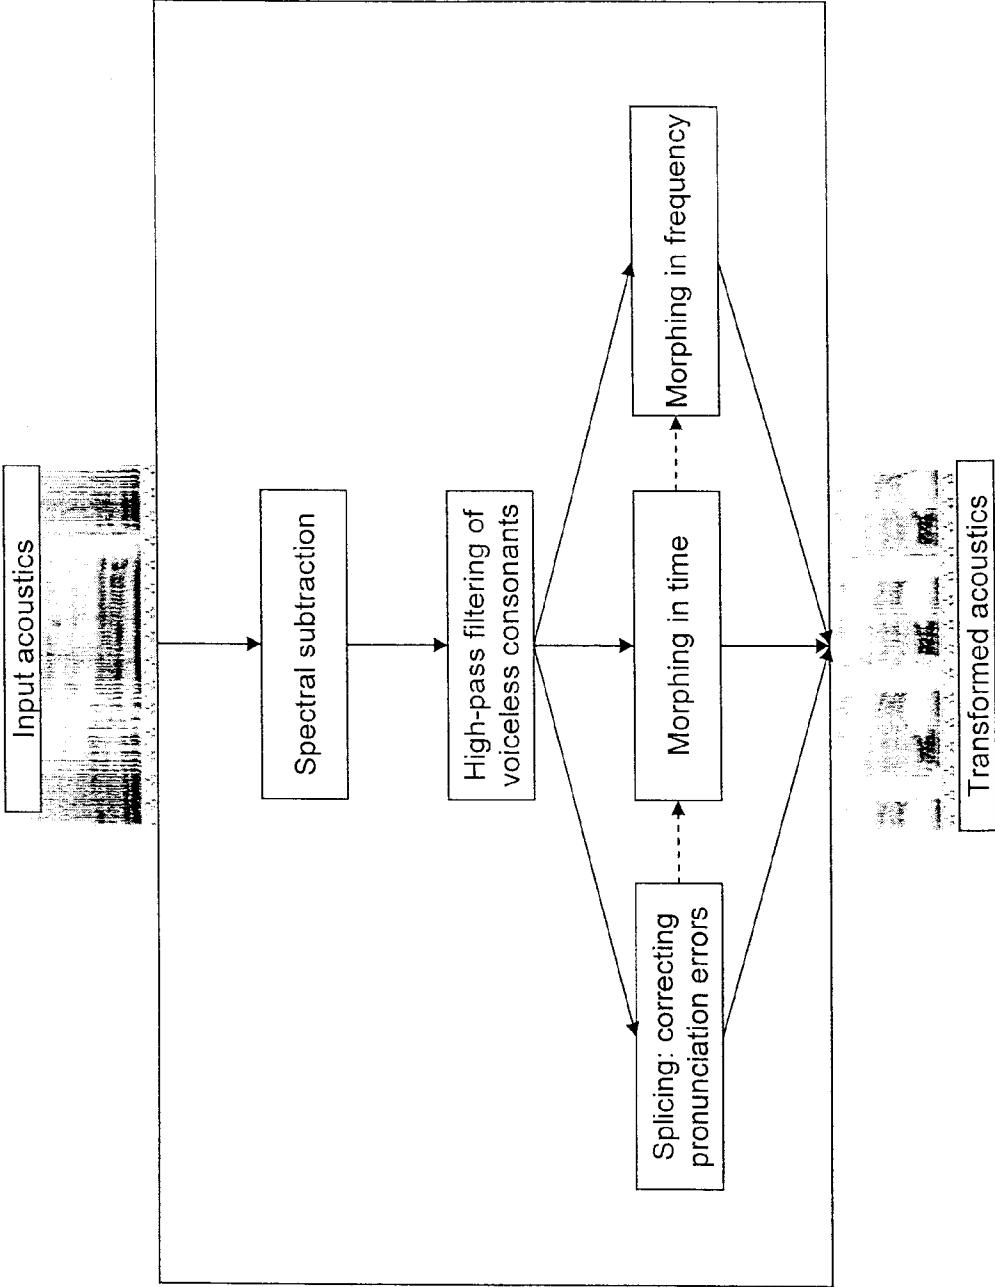 Input acoustics
Spectral subtraction
High-pass filtering of
voiceless consonants
Splicing: correcting
pronunciation errors
Morphing in time
Morphing in frequency
Transformed acoustics